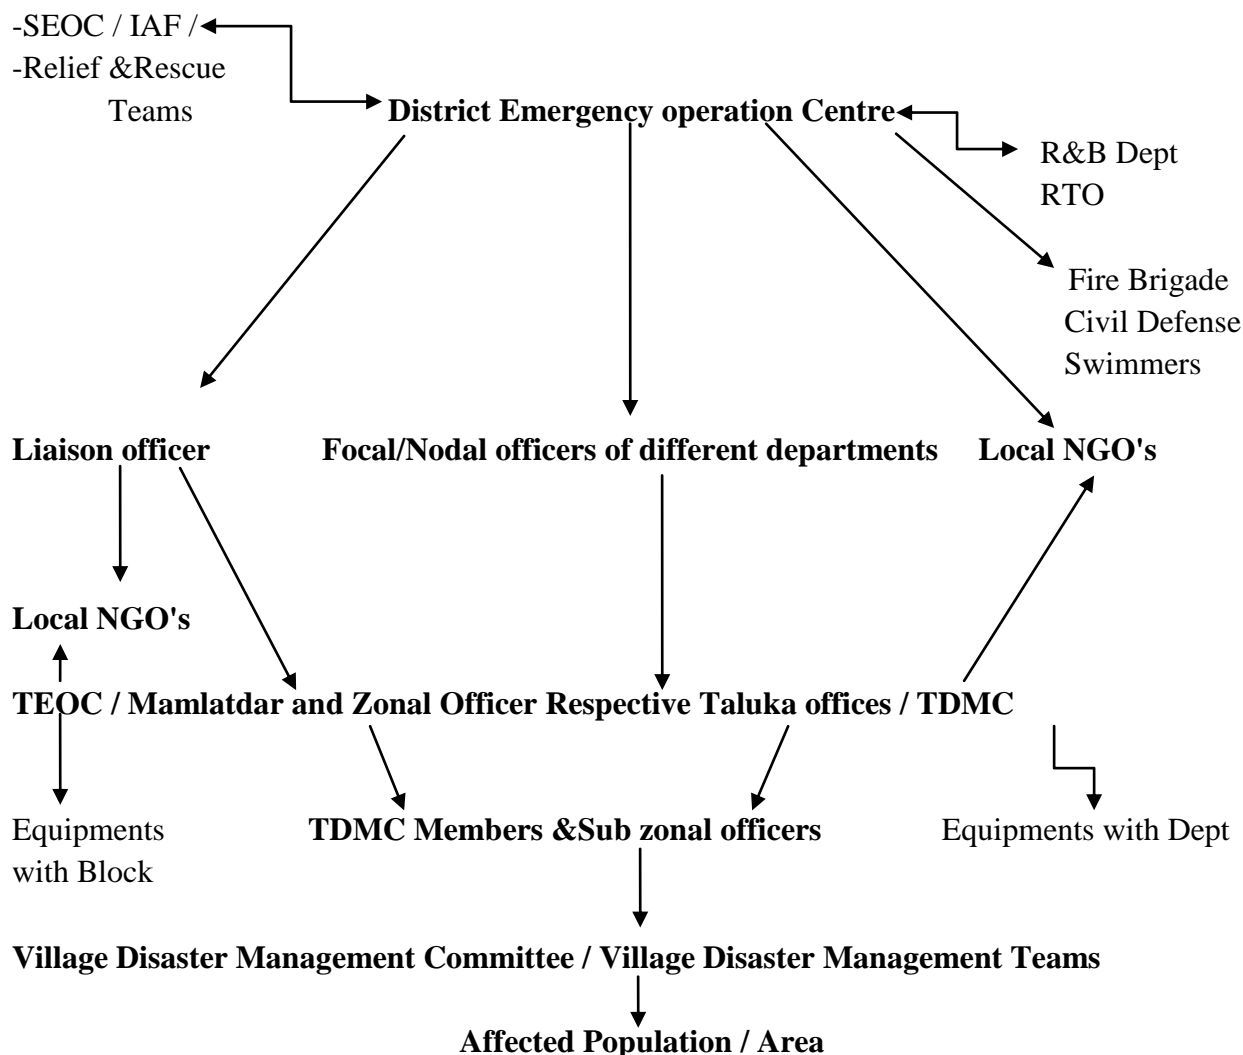 -SEOC / IAF /
-Relief &Rescue
Teams
District Emergency operation Centre
R&B Dept
RTO
Fire Brigade
Civil Defense
Swimmers
Liaison officer
Focal/Nodal officers of different departments
Local NGO's
Local NGO's
TEOC / Mamlatdar and Zonal Officer Respective Taluka offices / TDMC
Equipments
with Block
TDMC Members &Sub zonal officers
Equipments with Dept
Village Disaster Management Committee / Village Disaster Management Teams
Affected Population / Area